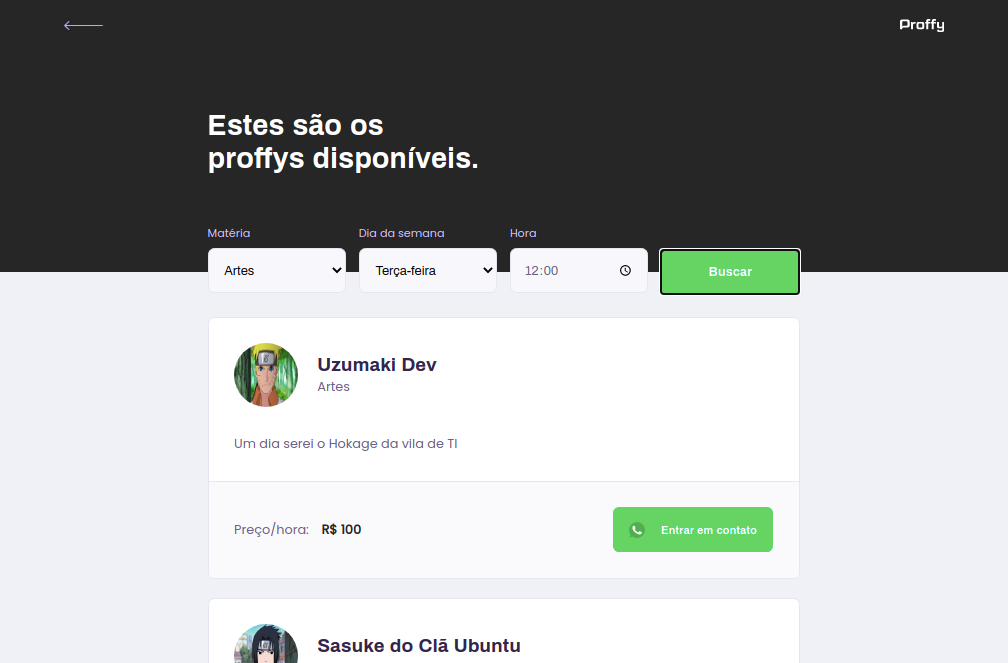 Proffy
Estes são os
proffys disponíveis.
Matéria
Dia da semana
Hora
Artes
Terça-feira
12:00
Buscar
Uzumaki Dev
Artes
Um dia serei o Hokage da vila de TI
Preço/hora:
R$ 100
Entrar em contato
Sasuke do Clã Ubuntu